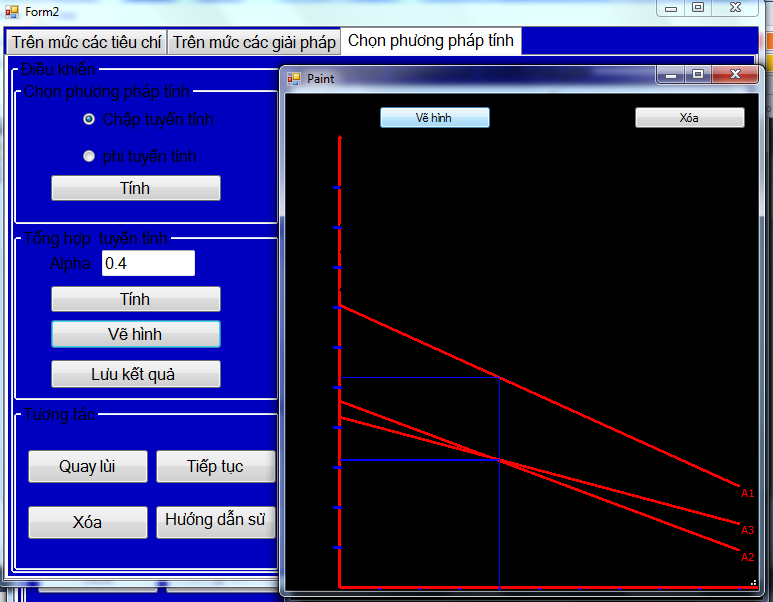 Form2
Trên mức các tiêu chí
Trên mức các giải pháp
Chọn phương pháp tính
Điều khiển
Chọn phương pháp tính
Chập tuyến tính
phi tuyến tính
Tính
Tổng hợp tuyến tính
Alpha 0.4
Tính
Vẽ hình
Lưu kết quả
Tương tác
Quay lùi
Tiếp tục
Xóa
Hướng dẫn sử
Paint
Vẽ hình
Xóa
A1
A3
A2